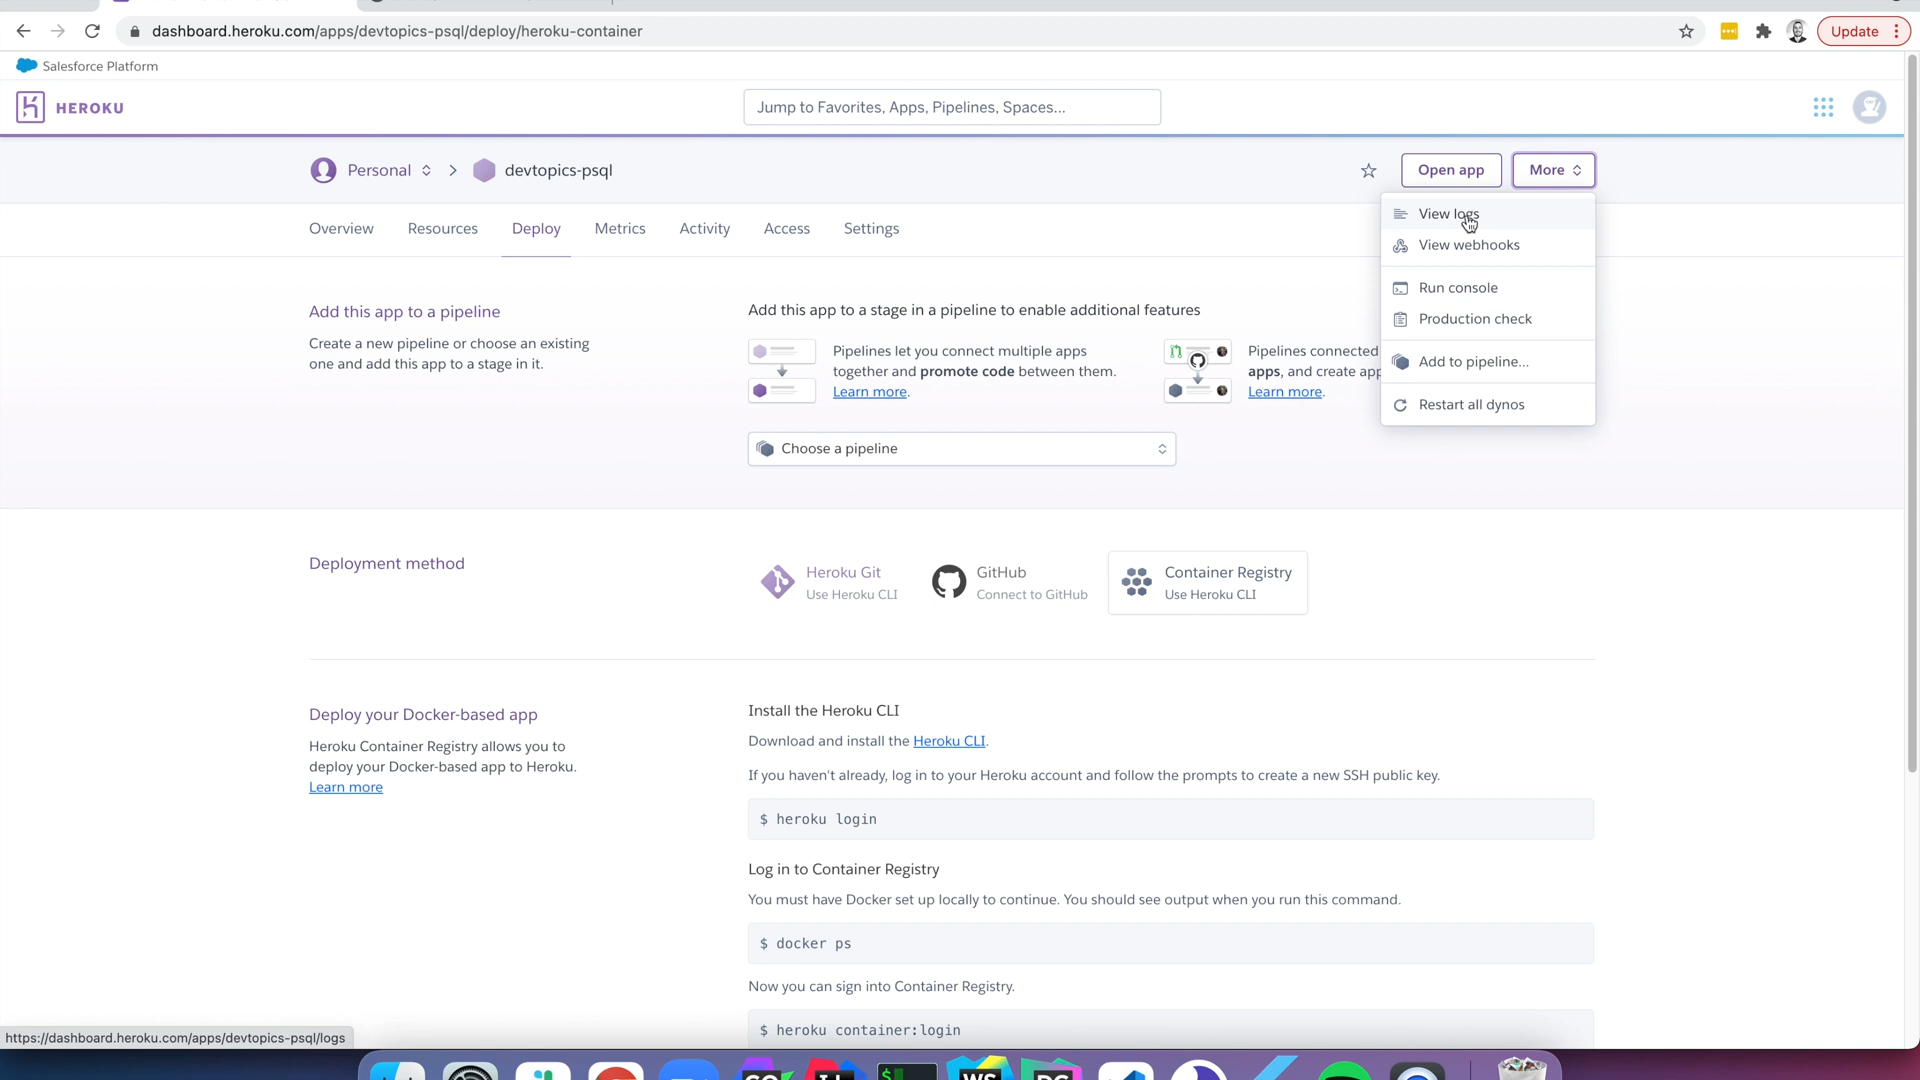 dashboard.heroku.com/apps/devtopics-psql/deploy/heroku-container
Update
Salesforce Platform
HEROKU
Jump to Favorites, Apps, Pipelines, Spaces...
Personal
devtopics-psql
Open app
More
View logs
View webhooks
Run console
Production check
Add to pipeline...
Restart all dynos
Overview
Resources
Deploy
Metrics
Activity
Access
Settings
Add this app to a pipeline
Create a new pipeline or choose an existing
one and add this app to a stage in it.
Add this app to a stage in a pipeline to enable additional features
Pipelines let you connect multiple apps
together and promote code between them.
Learn more.
Pipelines connected
apps, and create app
Learn more.
Choose a pipeline
Deployment method
Heroku Git
Use Heroku CLI
GitHub
Connect to GitHub
Container Registry
Use Heroku CLI
Deploy your Docker-based app
Heroku Container Registry allows you to
deploy your Docker-based app to Heroku.
Learn more
Install the Heroku CLI
Download and install the Heroku CLI.
If you haven't already, log in to your Heroku account and follow the prompts to create a new SSH public key.
$ heroku login
Log in to Container Registry
You must have Docker set up locally to continue. You should see output when you run this command.
$ docker ps
Now you can sign into Container Registry.
$ heroku container:login
https://dashboard.heroku.com/apps/devtopics-psql/logs